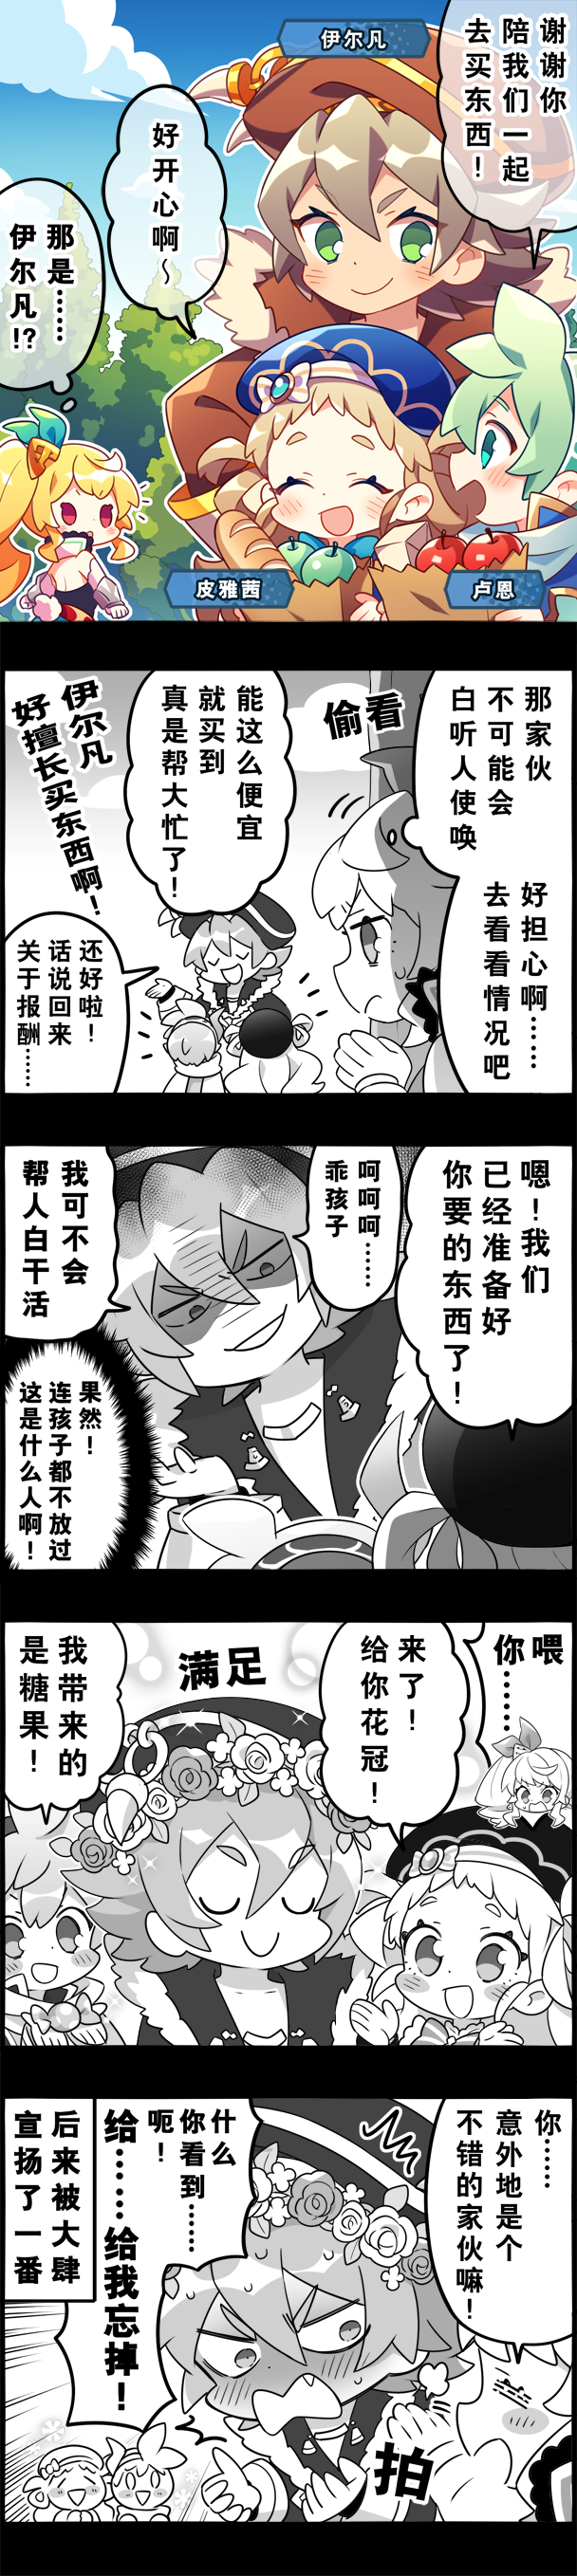 谢谢你
陪我们一起
去买东西！
伊尔凡
好开心啊～
那是……
伊尔凡!?
皮雅茜
卢恩
那家伙
不可能会
白听人使唤
好担心啊……
去看看情况吧
偷看
能这么便宜
就买到
真是帮大忙了！
伊尔凡
好擅长买东西啊！
还好啦！
话说回来
关于报酬……
嗯！我们
已经准备好
你要的东西了！
呵呵呵……
乖孩子
我可不会
帮人白干活
果然！
连孩子都不放过
这是什么人啊！
喂
你……
来了！
给你花冠！
满足
我带来的
是糖果！
你……
意外地是个
不错的家伙嘛！
拍
什么
你看到……
呃！
给……给我忘掉！
后来被大肆
宣扬了一番